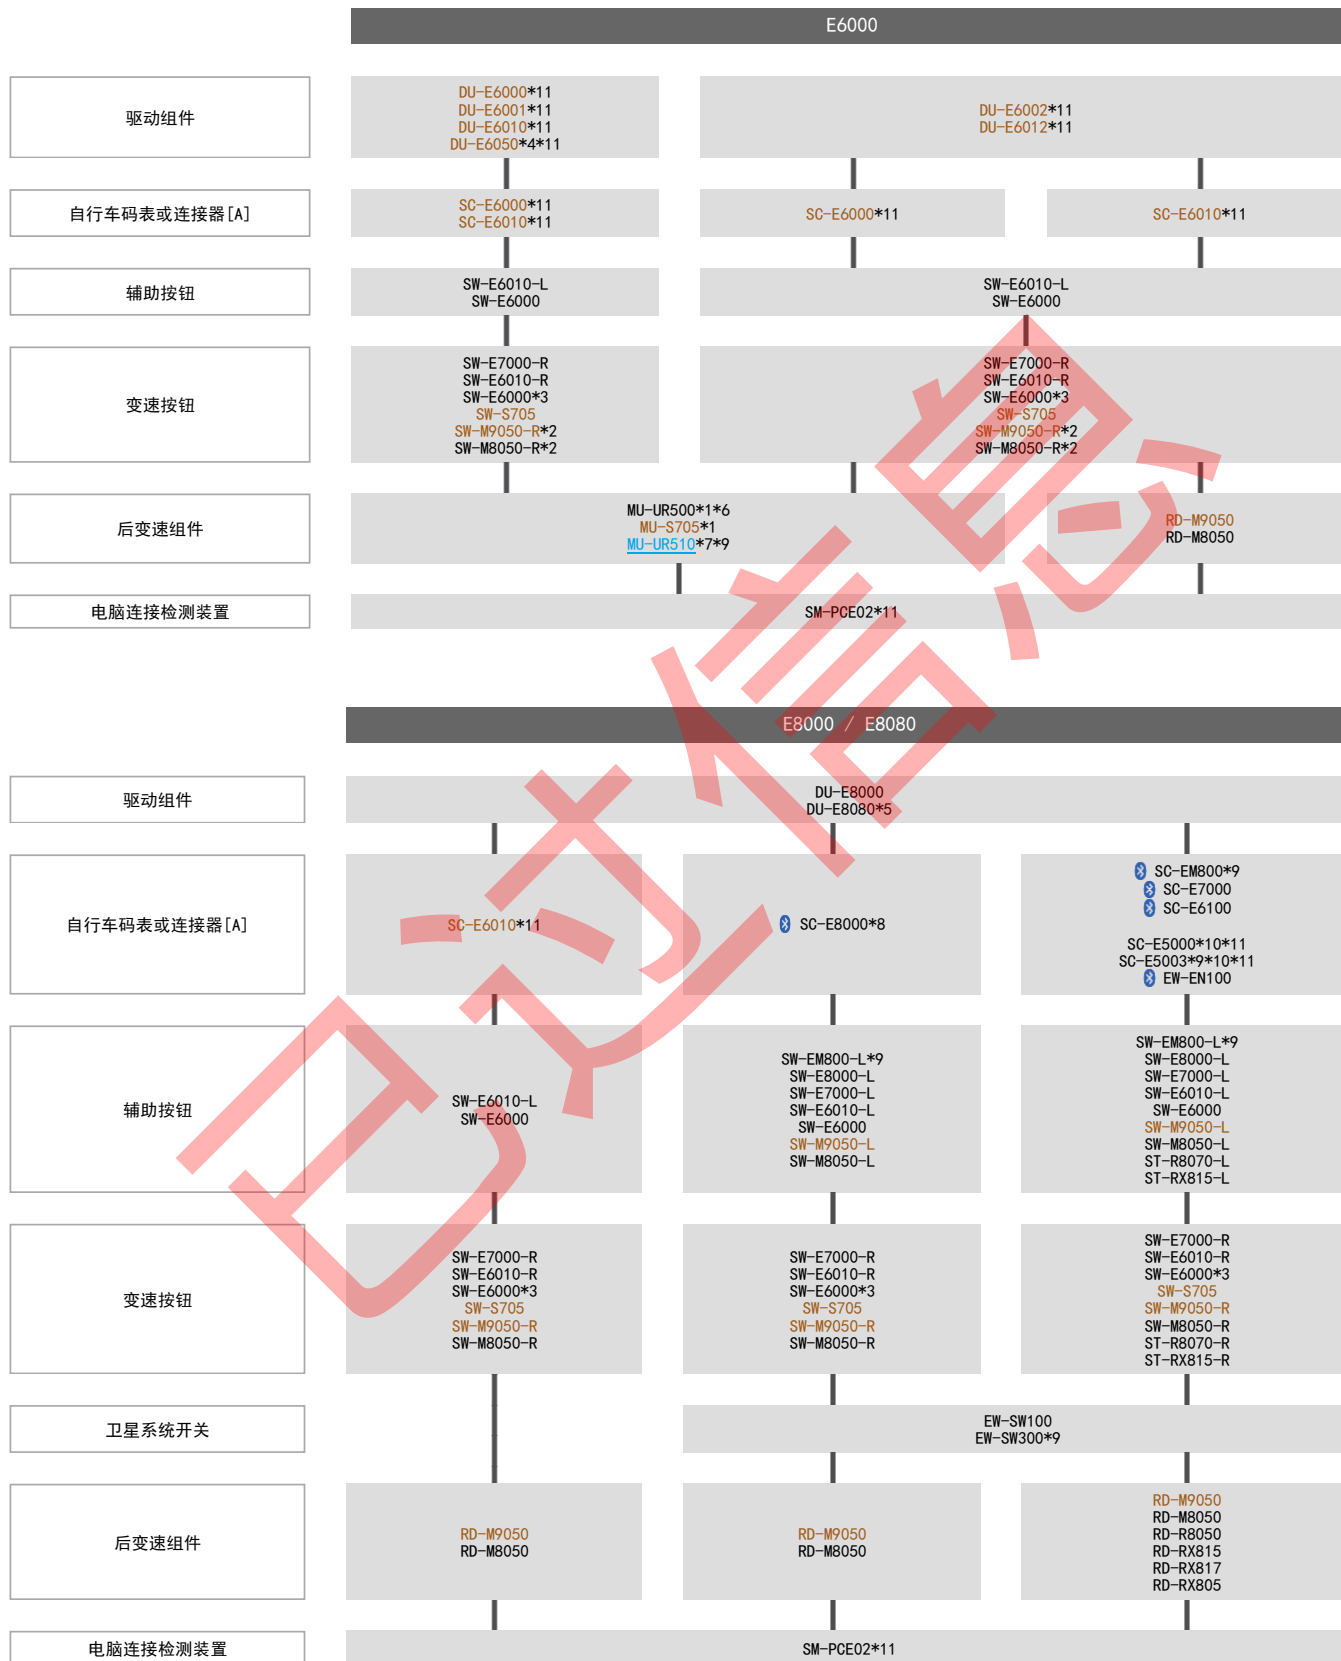 E6000
驱动组件
DU-E6000*11
DU-E6001*11
DU-E6010*11
DU-E6050*4*11
DU-E6002*11
DU-E6012*11
自行车码表或连接器[A]
SC-E6000*11
SC-E6010*11
SC-E6000*11
SC-E6010*11
辅助按钮
SW-E6010-L
SW-E6000
SW-E6010-L
SW-E6000
变速按钮
SW-E7000-R
SW-E6010-R
SW-E6000*3
SW-S705
SW-M9050-R*2
SW-M8050-R*2
SW-E7000-R
SW-E6010-R
SW-E6000*3
SW-S705
SW-M9050-R*2
SW-M8050-R*2
后变速组件
MU-UR500*1*6
MU-S705*1
MU-UR510*7*9
RD-M9050
RD-M8050
电脑连接检测装置
SM-PCE02*11
E8000 / E8080
驱动组件
DU-E8000
DU-E8080*5
自行车码表或连接器[A]
SC-E6010*11
SC-E8000*8
SC-EM800*9
SC-E7000
SC-E6100
SC-E5000*10*11
SC-E5003*9*10*11
EW-EN100
辅助按钮
SW-E6010-L
SW-E6000
SW-EM800-L*9
SW-E8000-L
SW-E7000-L
SW-E6010-L
SW-E6000
SW-M9050-L
SW-M8050-L
SW-EM800-L*9
SW-E8000-L
SW-E7000-L
SW-E6010-L
SW-E6000
SW-M9050-L
SW-M8050-L
ST-R8070-L
ST-RX815-L
变速按钮
SW-E7000-R
SW-E6010-R
SW-E6000*3
SW-S705
SW-M9050-R
SW-M8050-R
SW-E7000-R
SW-E6010-R
SW-E6000*3
SW-S705
SW-M9050-R
SW-M8050-R
SW-E7000-R
SW-E6010-R
SW-E6000*3
SW-S705
SW-M9050-R
SW-M8050-R
ST-R8070-R
ST-RX815-R
卫星系统开关
EW-SW100
EW-SW300*9
后变速组件
RD-M9050
RD-M8050
RD-M9050
RD-M8050
RD-M9050
RD-M8050
RD-R8050
RD-RX815
RD-RX817
RD-RX805
电脑连接检测装置
SM-PCE02*11
已过信息